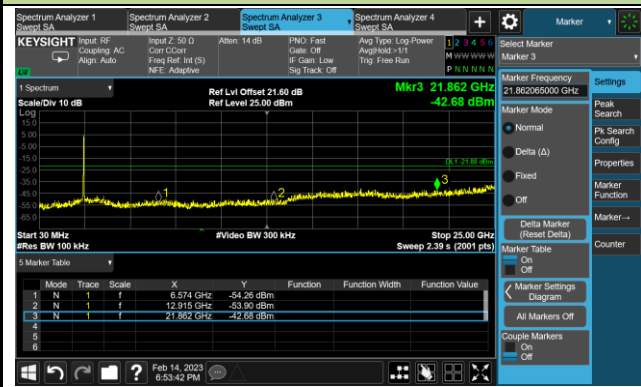 Spectrum Analyzer 1
Swept SA
Spectrum Analyzer 2
Swept SA
Spectrum Analyzer 3
Swept SA
Spectrum Analyzer 4
Swept SA
+
Marker
KEYSIGHT
Input: RF
Coupling: AC
Align: Auto
Input Z: 50 Ω
Corr CCorr
Freq Ref: Int (S)
NFE: Adaptive
Atten: 14 dB
PNO: Fast
Gate: Off
IF Gain: Low
Sig Track: Off
Avg Type: Log-Power
Avg|Hold:>1/1
Trig: Free Run
1 2 3 4 5 6
M W W W W W
P N N N N N
Select Marker
Marker 3
LXI
1 Spectrum
Scale/Div 10 dB
Log
Ref Lvl Offset 21.60 dB
Ref Level 25.00 dBm
Mkr3 21.862 GHz
-42.68 dBm
15.0
5.00
-5.00
-15.0
-25.0
-35.0
-45.0
-55.0
-65.0
1
2
3
Start 30 MHz
#Res BW 100 kHz
#Video BW 300 kHz
Stop 25.00 GHz
Sweep 2.39 s (2001 pts)
5 Marker Table
Mode Trace Scale X Y Function Function Width Function Value
1 N 1 f 6.574 GHz -54.26 dBm
2 N 1 f 12.915 GHz -53.90 dBm
3 N 1 f 21.862 GHz -42.68 dBm
4
5
6
Marker Frequency
21.862065000 GHz
Marker Mode
Normal
Delta (Δ)
Fixed
Off
Delta Marker
(Reset Delta)
Marker Table
On
Off
Marker Settings
Diagram
All Markers Off
Couple Markers
On
Off
Settings
Peak
Search
Pk Search
Config
Properties
Marker
Function
Marker→
Counter
?
Feb 14, 2023
6:53:42 PM